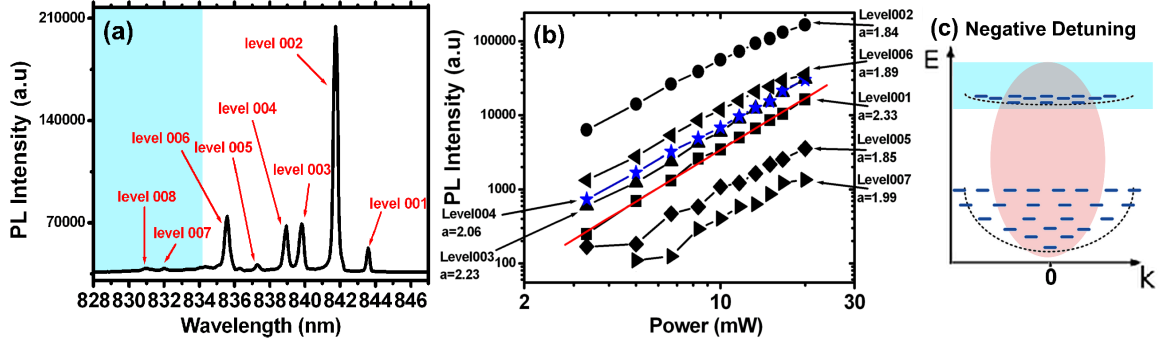 (a)
PL Intensity (a.u)
210000
140000
70000
level 002
level 004
level 006
level 005
level 003
level 008
level 007
level 001
828 830 832 834 836 838 840 842 844 846
Wavelength (nm)
(b)
PL Intensity (a.u)
100000
10000
1000
100
Level002
a=1.84
Level006
a=1.89
Level001
a=2.33
Level005
a=1.85
Level007
a=1.99
Level004
a=2.06
Level003
a=2.23
2 10 30
Power (mW)
(c) Negative Detuning
E
0
k